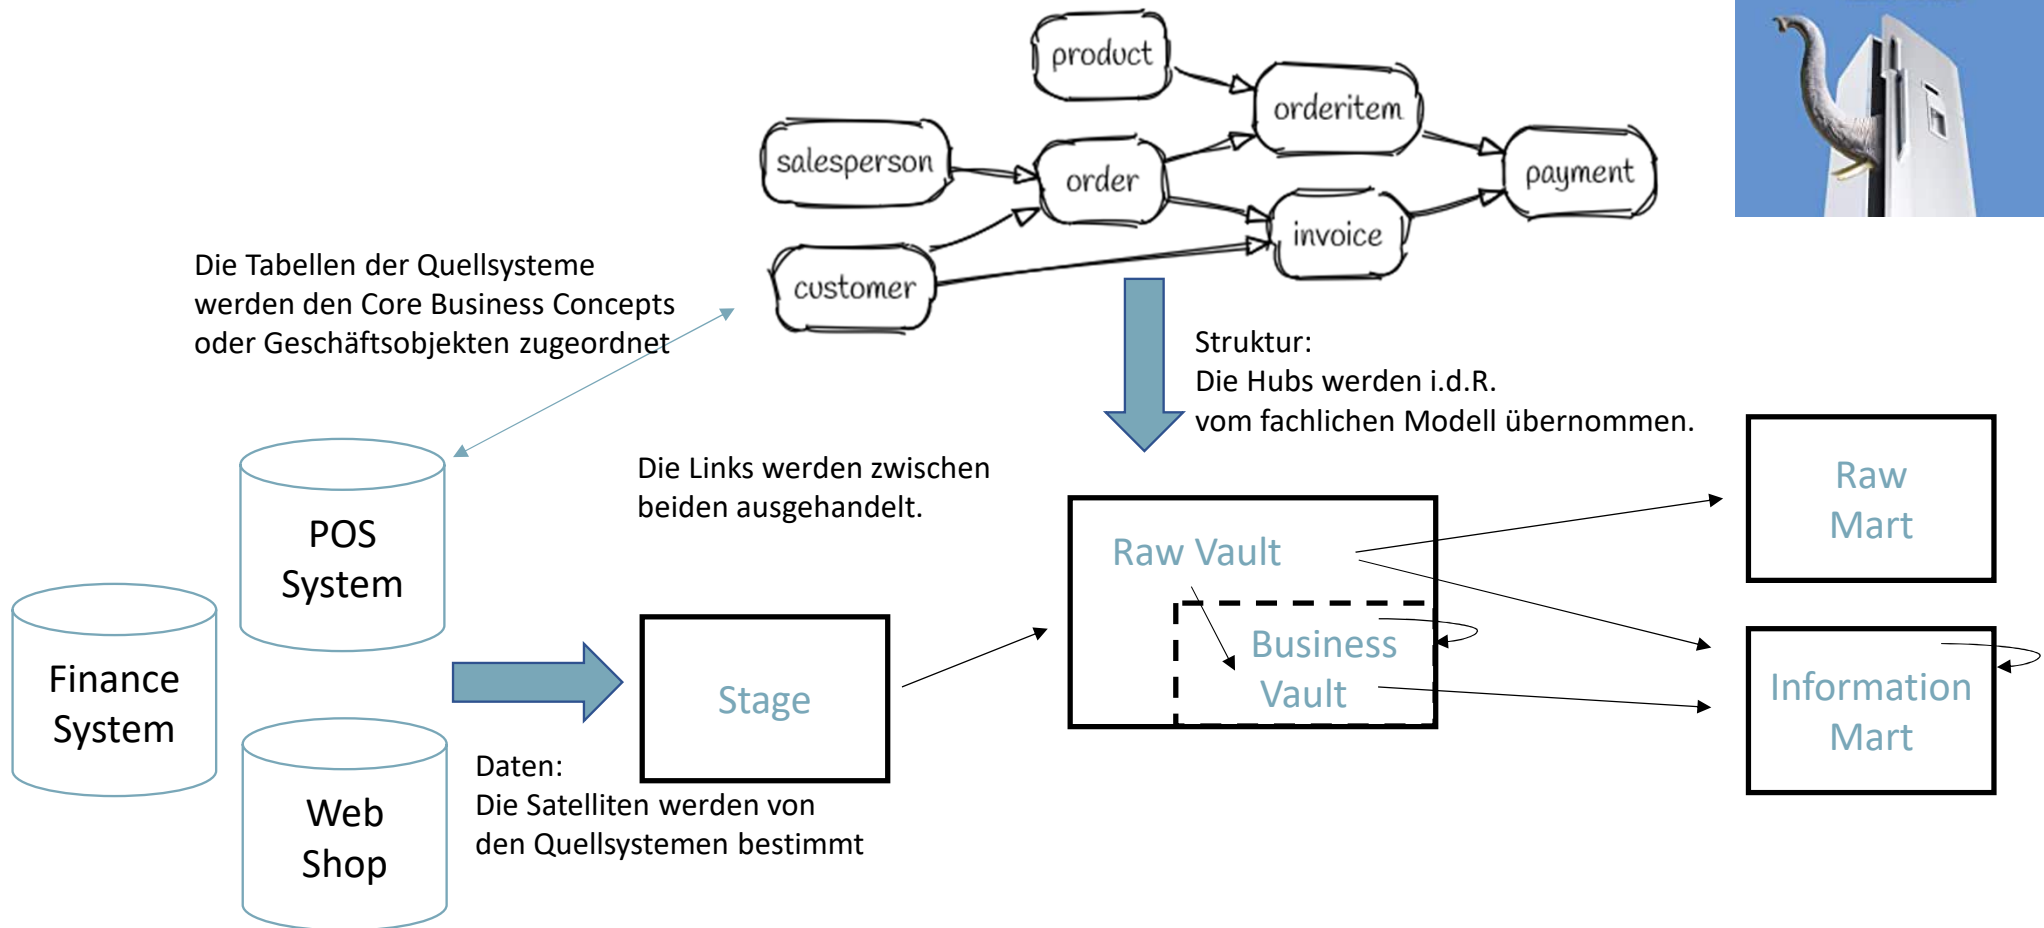 product
orderitem
salesperson
order
payment
invoice
customer
Die Tabellen der Quellsysteme
werden den Core Business Concepts
oder Geschäftsobjekten zugeordnet
Struktur:
Die Hubs werden i.d.R.
vom fachlichen Modell übernommen.
Die Links werden zwischen
beiden ausgehandelt.
POS
System
Finance
System
Web
Shop
Daten:
Die Satelliten werden von
den Quellsystemen bestimmt
Stage
Raw Vault
Business
Vault
Raw
Mart
Information
Mart